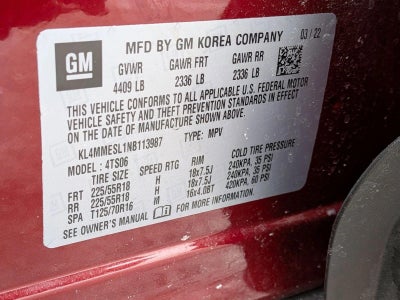 GM
MFD BY GM KOREA COMPANY 03 / 22
GVWR GAWR FRT GAWR RR
4409 LB 2336 LB 2336 LB
THIS VEHICLE CONFORMS TO ALL APPLICABLE U.S. FEDERAL MOTOR
VEHICLE SAFETY AND THEFT PREVENTION STANDARDS IN EFFECT
ON THE DATE OF MANUFACTURE SHOWN ABOVE.
KL4MMESL1NB113987 TYPE: MPV
MODEL: 4TS06
TIRE SIZE SPEED RTG RIM COLD TIRE PRESSURE
FRT 225/55R18 H 18x7.5J 240KPA, 35 PSI
RR 225/55R18 H 18x7.5J 240KPA, 35 PSI
SPA T125/70R16 M 16x4.0BT 420KPA, 60 PSI
SEE OWNER'S MANUAL FOR MORE INFORMATION